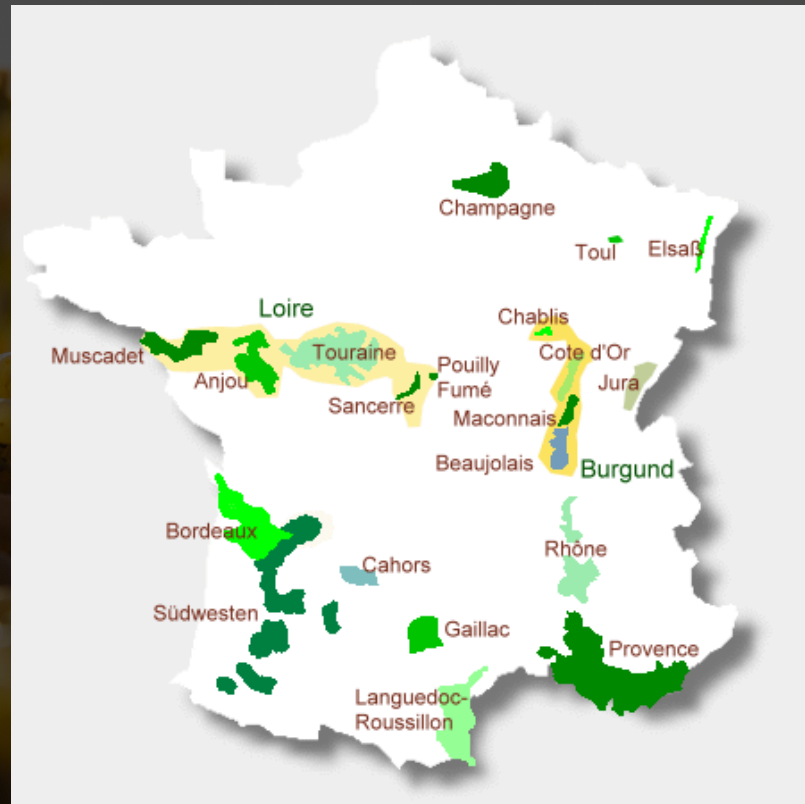 Champagne
Toul
Elsaß
Loire
Chablis
Muscadet
Anjou
Touraine
Cote d'Or
Pouilly
Fumé
Jura
Sancerre
Maconnais
Beaujolais
Burgund
Bordeaux
Rhône
Cahors
Südwesten
Gaillac
Provence
Languedoc-
Roussillon